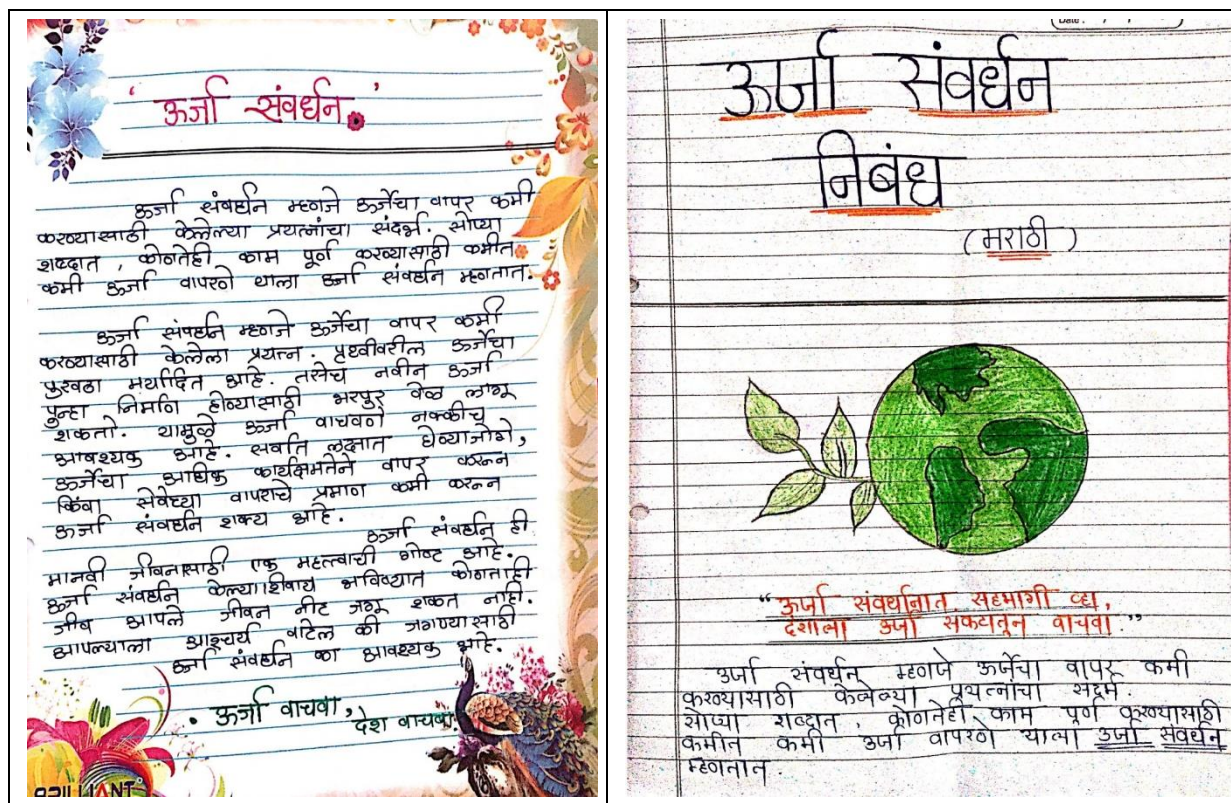 ' ऊर्जा संवर्धन '
ऊर्जा संवर्धन म्हणजे ऊर्जेचा वापर कमी
करण्यासाठी केलेल्या प्रयत्नांचा संदर्भ. सोप्या
शब्दात , कोणतेही काम पूर्ण करण्यासाठी कमीत
कमी ऊर्जा वापरणे याला ऊर्जा संवर्धन म्हणतात.
ऊर्जा संवर्धन म्हणजे ऊर्जेचा वापर कमी
करण्यासाठी केलेला प्रयत्न. पृथ्वीवरील ऊर्जेचा
पुरवठा मर्यादित आहे. तसेच नवीन ऊर्जा
पुन्हा निर्माण होण्यासाठी भरपुर वेळ लागू
शकतो. यामुळे ऊर्जा वाचवणे नक्कीच
आवश्यक आहे. सर्वात लक्षात घेण्याजोगे,
ऊर्जेचा अधिक कार्यक्षमतेने वापर करुन
किंवा सेवेच्या वापराचे प्रमाण कमी करुन
ऊर्जा संवर्धन शक्य आहे.
ऊर्जा संवर्धन ही
मानवी जीवनासाठी एक महत्त्वाची गोष्ट आहे.
ऊर्जा संवर्धन केल्याशिवाय भविष्यात कोणताही
जीव आपले जीवन नीट जगू शकत नाही.
आपल्याला आश्चर्य वाटेल की जगण्यासाठी
ऊर्जा संवर्धन का आवश्यक आहे.
. ऊर्जा वाचवा,
देश वाचवा.
BRILLIANT
Date : / /
ऊर्जा संवर्धन
निबंध
( मराठी )
"ऊर्जा संवर्धनात सहभागी व्हा,
देशाला ऊर्जा संकटातून वाचवा."
उर्जा संवर्धन म्हणजे ऊर्जेचा वापर कमी
करण्यासाठी केलेल्या प्रयत्नांचा संदर्भ.
सोप्या शब्दात , कोणतेही काम पूर्ण करण्यासाठी
कमीत कमी उर्जा वापरणे याला उर्जा संवर्धन
म्हणतात.